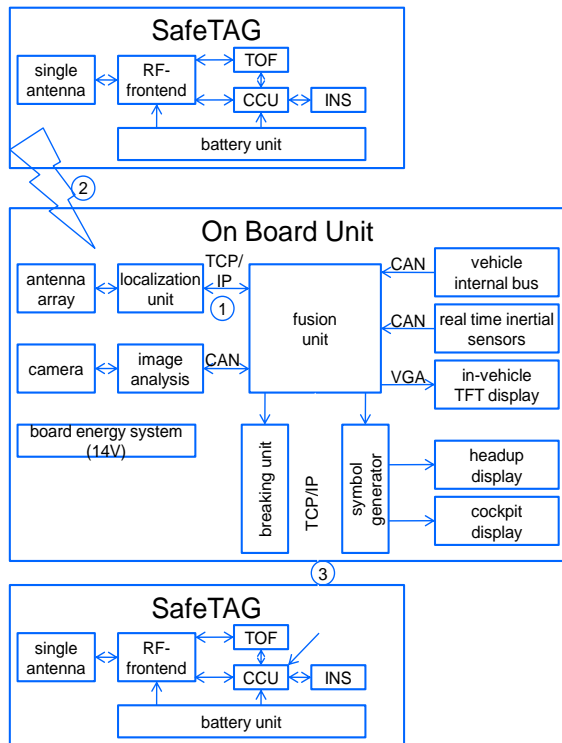 SafeTAG
single
antenna
RF-
frontend
TOF
CCU
INS
battery unit
2
On Board Unit
antenna
array
localization
unit
TCP/
IP
1
fusion
unit
CAN
vehicle
internal bus
CAN
real time inertial
sensors
camera
image
analysis
CAN
VGA
in-vehicle
TFT display
board energy system
(14V)
breaking unit
TCP/IP
symbol
generator
headup
display
cockpit
display
3
SafeTAG
single
antenna
RF-
frontend
TOF
CCU
INS
battery unit